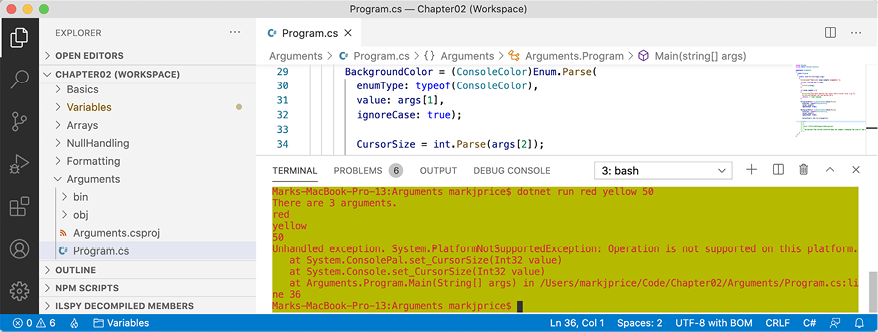 Program.cs — Chapter02 (Workspace)
EXPLORER
OPEN EDITORS
CHAPTER02 (WORKSPACE)
Basics
Variables
Arrays
NullHandling
Formatting
Arguments
bin
obj
Arguments.csproj
Program.cs
OUTLINE
NPM SCRIPTS
ILSPY DECOMPILED MEMBERS
Program.cs
Arguments > Program.cs > {} Arguments > Arguments.Program > Main(string[] args)
29 BackgroundColor = (ConsoleColor)Enum.Parse(
30 enumType: typeof(ConsoleColor),
31 value: args[1],
32 ignoreCase: true);
33
34 CursorSize = int.Parse(args[2]);
TERMINAL PROBLEMS 6 OUTPUT DEBUG CONSOLE 3: bash
Marks-MacBook-Pro-13:Arguments markjprice$ dotnet run red yellow 50
There are 3 arguments.
red
yellow
50
Unhandled exception. System.PlatformNotSupportedException: Operation is not supported on this platform.
at System.ConsolePal.set_CursorSize(Int32 value)
at System.Console.set_CursorSize(Int32 value)
at Arguments.Program.Main(String[] args) in /Users/markjprice/Code/Chapter02/Arguments/Program.cs:li
ne 36
Marks-MacBook-Pro-13:Arguments markjprice$
0 6 Variables Ln 36, Col 1 Spaces: 2 UTF-8 with BOM CRLF C#